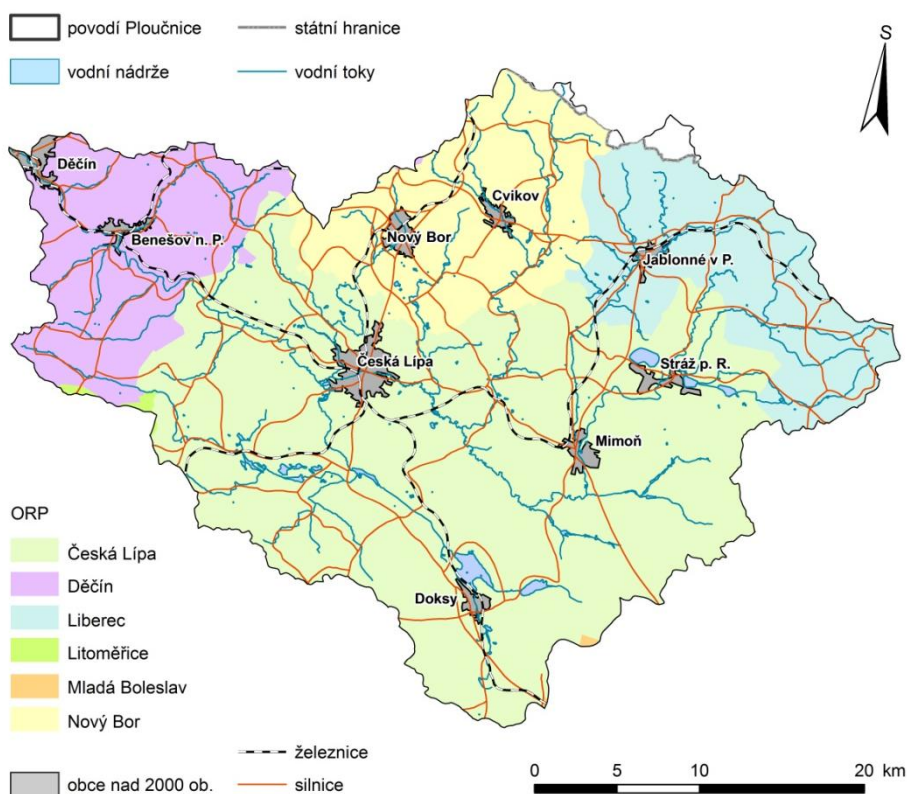 povodí Ploučnice
státní hranice
vodní nádrže
vodní toky
S
Děčín
Benešov n. P.
Nový Bor
Cvikov
Jablonné v P.
Česká Lípa
Stráž p. R.
Mimoň
Doksy
ORP
Česká Lípa
Děčín
Liberec
Litoměřice
Mladá Boleslav
Nový Bor
obce nad 2000 ob.
železnice
silnice
0 5 10 20 km